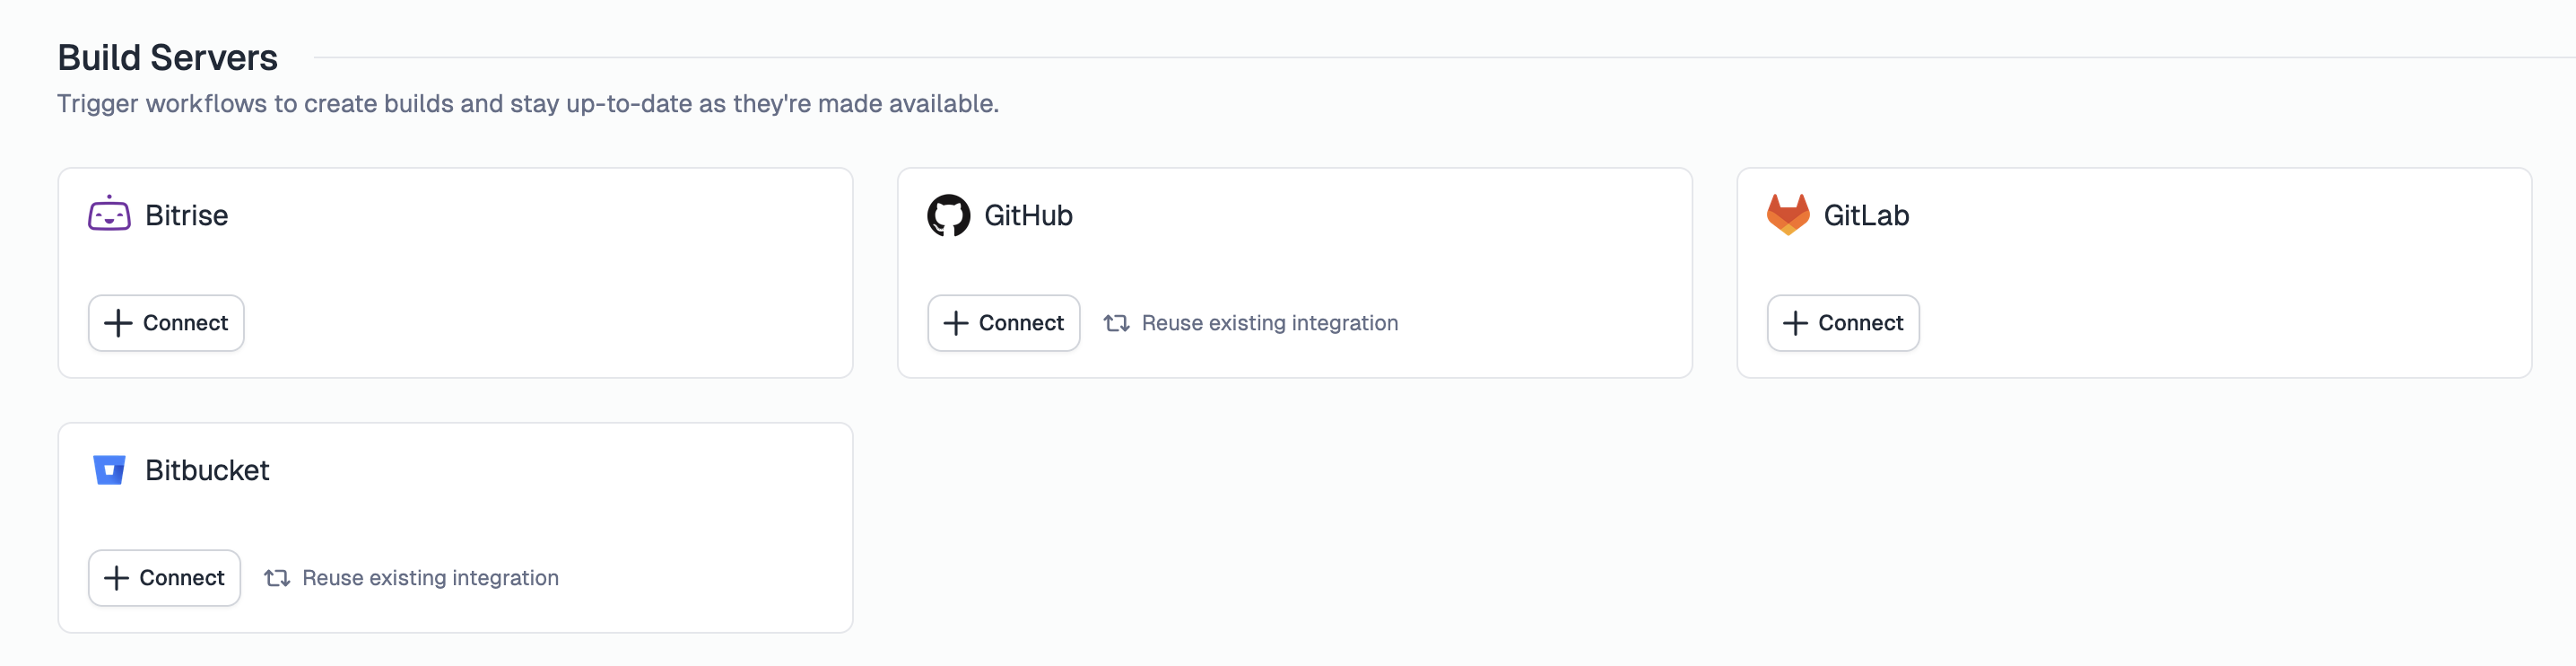 Build Servers
Trigger workflows to create builds and stay up-to-date as they're made available.
Bitrise
Connect
GitHub
Connect Reuse existing integration
GitLab
Connect
Bitbucket
Connect Reuse existing integration